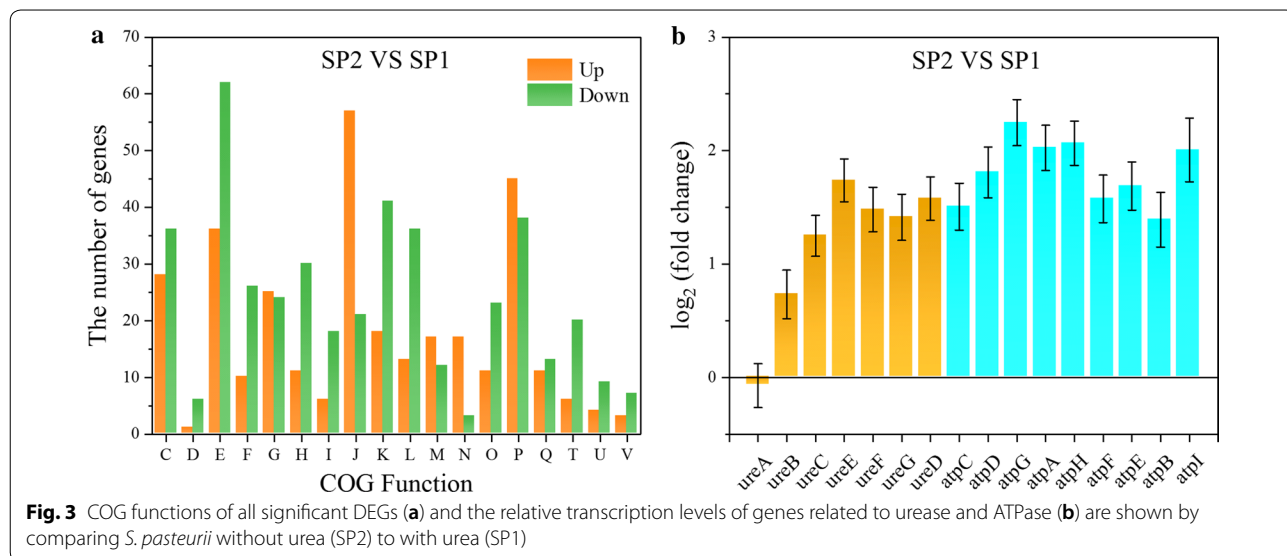 a
SP2 VS SP1
Up
Down
The number of genes
70
60
50
40
30
20
10
0
C D E F G H I J K L M N O P Q T U V
COG Function
b
SP2 VS SP1
log₂ (fold change)
3
2
1
0
ureA ureB ureC ureE ureF ureG ureD atpC atpD atpG atpA atpH atpF atpE atpB atpI
Fig. 3 COG functions of all significant DEGs (a) and the relative transcription levels of genes related to urease and ATPase (b) are shown by
comparing S. pasteurii without urea (SP2) to with urea (SP1)